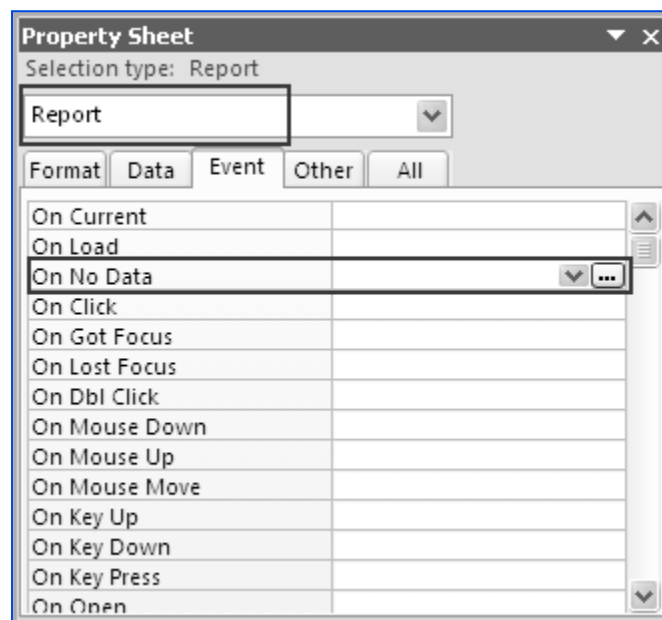 Property Sheet
Selection type: Report
Report
Format Data Event Other All
On Current
On Load
On No Data ...
On Click
On Got Focus
On Lost Focus
On Dbl Click
On Mouse Down
On Mouse Up
On Mouse Move
On Key Up
On Key Down
On Key Press
On Open